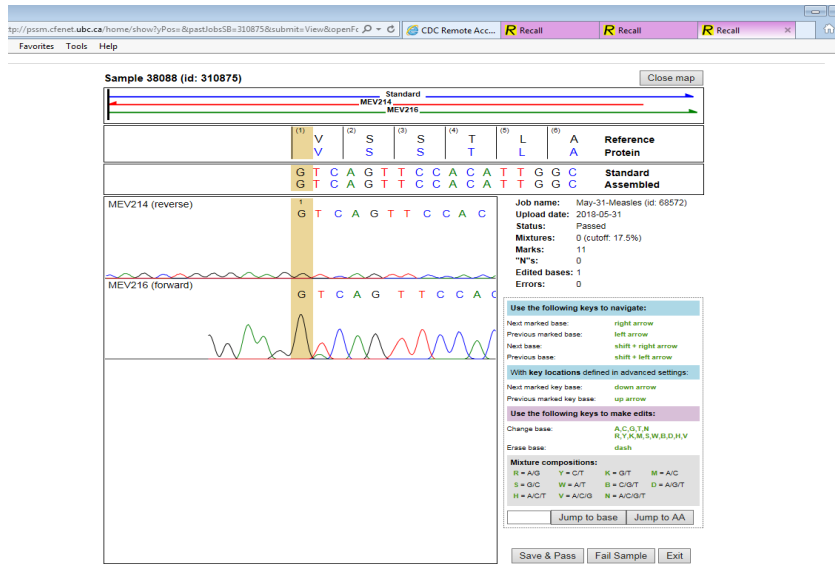 ttp://pssm.cfenet.ubc.ca/home/show?yPos=&pastJobsSB=310875&submit=View&openFc
CDC Remote Acc...
R Recall
R Recall
R Recall
Favorites Tools Help
Sample 38088 (id: 310875)
Close map
Standard
MEV214
MEV216
(1) V (2) S (3) S (4) T (5) L (6) A Reference
V S S T L A Protein
G T C A G T T C C A C A T T G G C Standard
G T C A G T T C C A C A T T G G C Assembled
MEV214 (reverse)
1
G T C A G T T C C A C
MEV216 (forward)
G T C A G T T C C A C
Job name: May-31-Measles (id: 68572)
Upload date: 2018-05-31
Status: Passed
Mixtures: 0 (cutoff: 17.5%)
Marks: 11
"N"s: 0
Edited bases: 1
Errors: 0
Use the following keys to navigate:
Next marked base: right arrow
Previous marked base: left arrow
Next base: shift + right arrow
Previous base: shift + left arrow
With key locations defined in advanced settings:
Next marked key base: down arrow
Previous marked key base: up arrow
Use the following keys to make edits:
Change base: A,C,G,T,N
R,Y,K,M,S,W,B,D,H,V
Erase base: dash
Mixture compositions:
R = A/G Y = C/T K = G/T M = A/C
S = G/C W = A/T B = C/G/T D = A/G/T
H = A/C/T V = A/C/G N = A/C/G/T
Jump to base Jump to AA
Save & Pass Fail Sample Exit